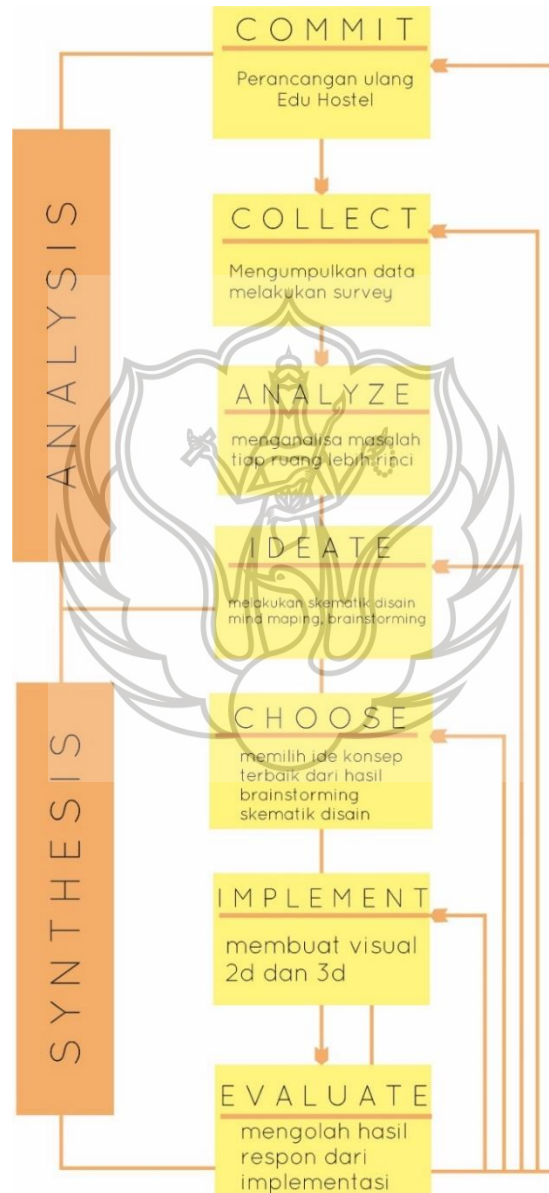 COMMIT
Perancangan ulang
Edu Hostel
COLLECT
Mengumpulkan data
melakukan survey
ANALYZE
menganalisa masqlah
tiap ruang lebih rinci
IDEATE
melakukan skematik disain
mind maping, brainstorming
CHOOSE
memilih ide konsep
terbaik dari hasil
brainstorming
skematik disain
IMPLEMENT
membuat visual
2d dan 3d
EVALUATE
mengolah hasil
respon dari
implementasi
ANALYSIS
SYNTHESIS